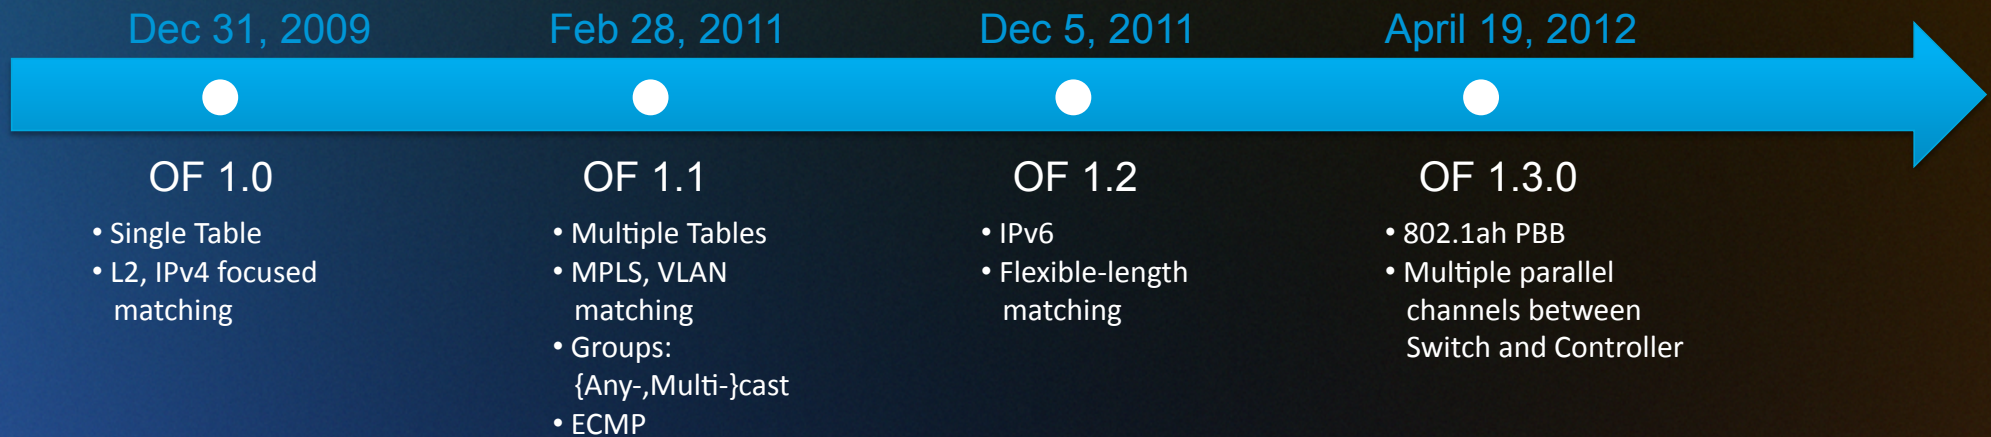 Dec 31, 2009
Feb 28, 2011
Dec 5, 2011
April 19, 2012
OF 1.0
• Single Table
• L2, IPv4 focused
matching
OF 1.1
• Multiple Tables
• MPLS, VLAN
matching
• Groups:
{Any-,Multi-}cast
• ECMP
OF 1.2
• IPv6
• Flexible-length
matching
OF 1.3.0
• 802.1ah PBB
• Multiple parallel
channels between
Switch and Controller